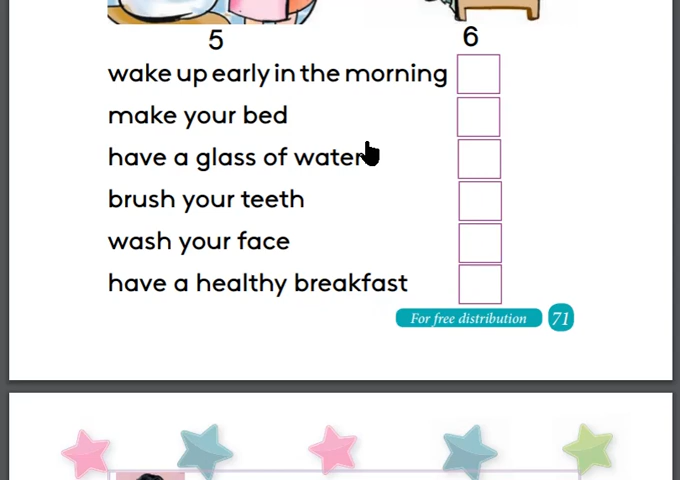 5 6
wake up early in the morning
make your bed
have a glass of water
brush your teeth
wash your face
have a healthy breakfast
For free distribution 71